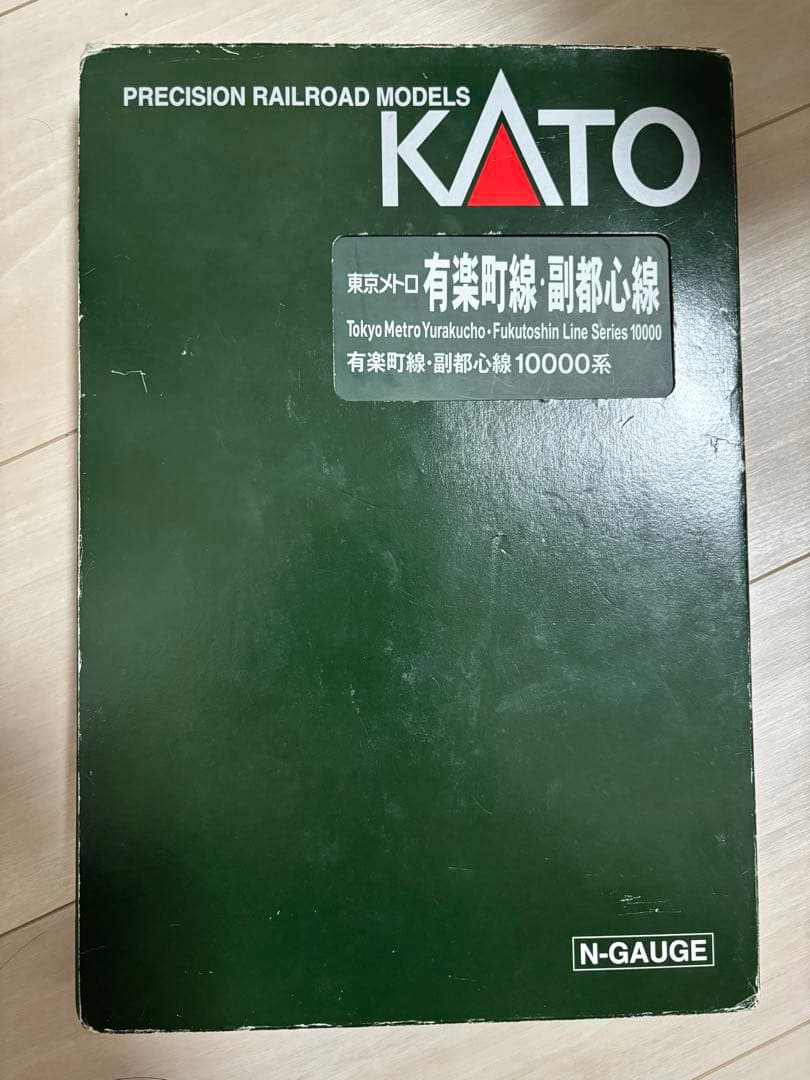 PRECISION RAILROAD MODELS
KATO
東京メトロ 有楽町線・副都心線
Tokyo Metro Yurakucho・Fukutoshin Line Series 10000
有楽町線・副都心線10000系
N-GAUGE